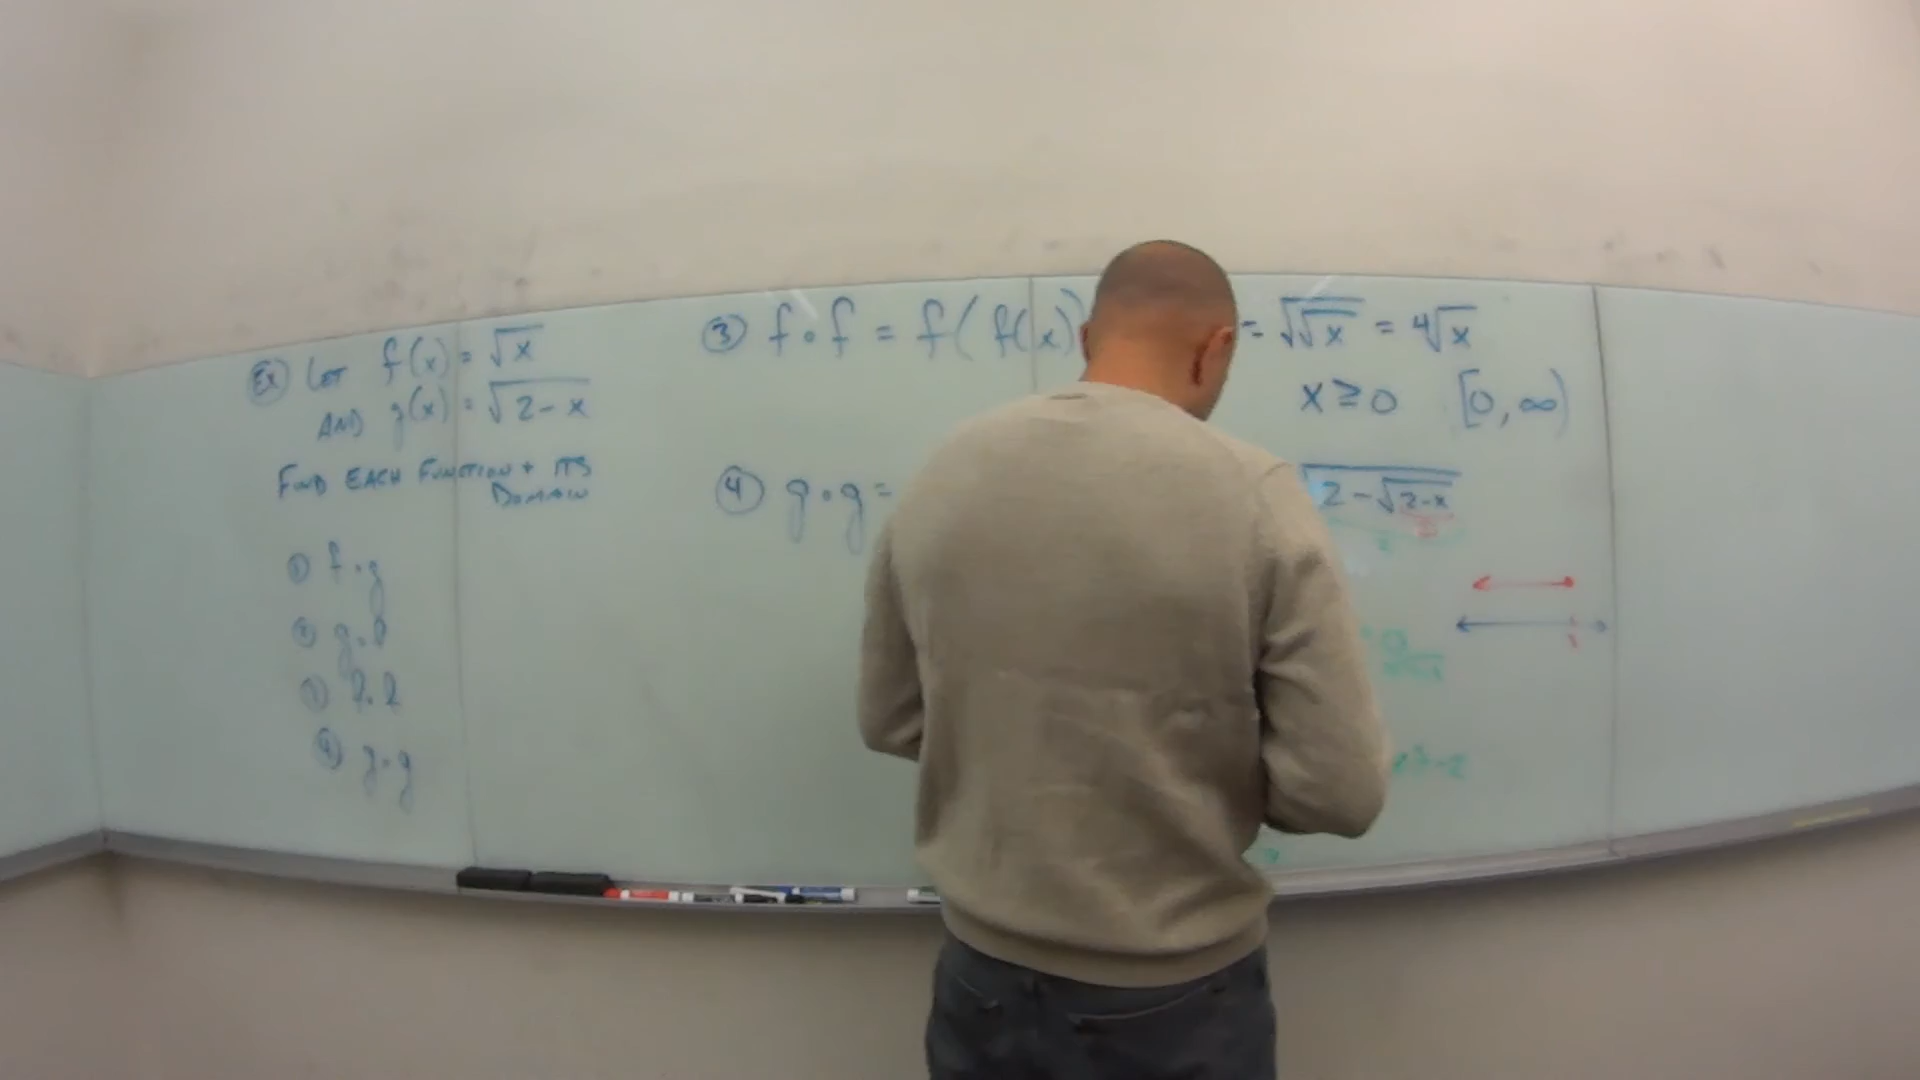 Ex LET f(x) = √x
AND g(x) = √(2-x)
FIND EACH FUNCTION + ITS
DOMAIN
① f∘g
② g∘f
③ f∘f
④ g∘g
③ f∘f = f(f(x) = √√x = ∜x
x ≥ 0 [0, ∞)
④ g∘g = √(2-√(2-x))